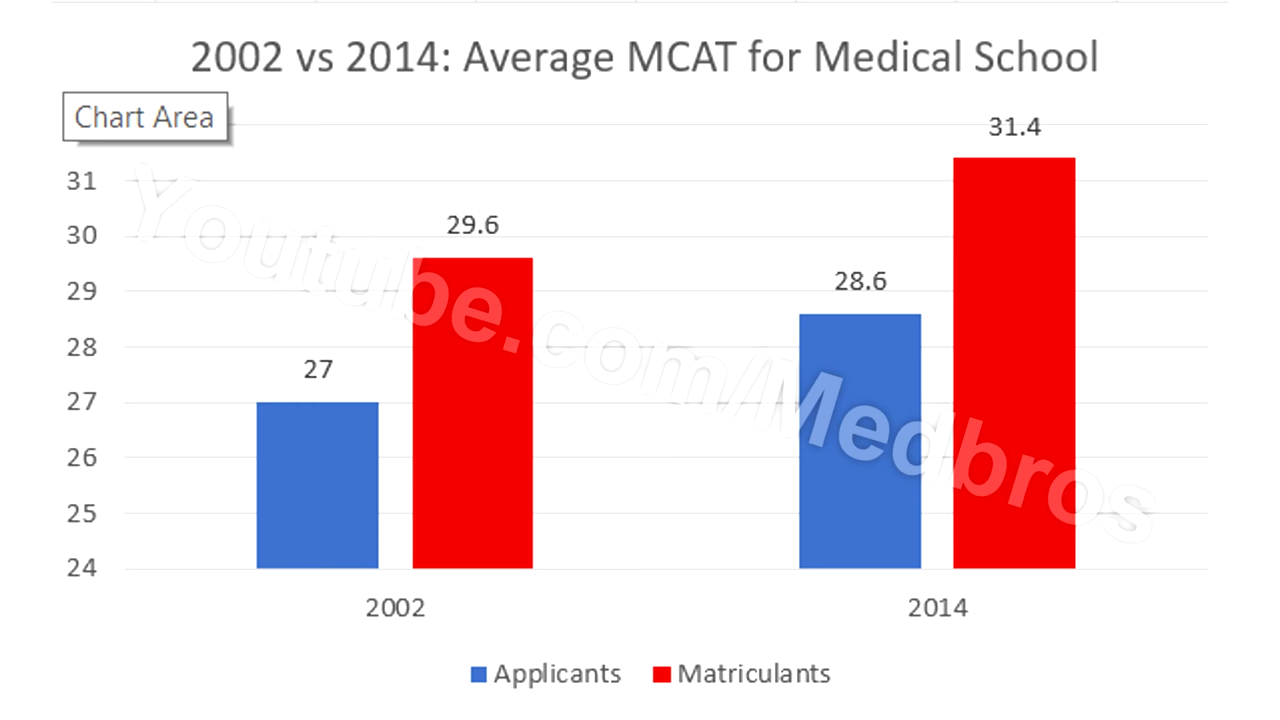 2002 vs 2014: Average MCAT for Medical School
Chart Area
31.4
31
30
29.6
29
28.6
28
27
27
26
25
24
2002
2014
Applicants
Matriculants
Youtube.com/Medbros